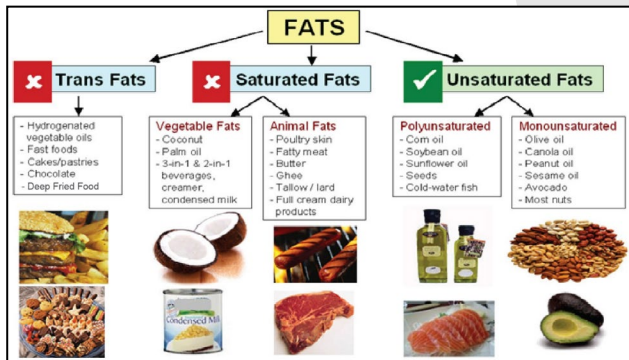 FATS
Trans Fats
Saturated Fats
Unsaturated Fats
- Hydrogenated
vegetable oils
- Fast foods
- Cakes/pastries
- Chocolate
- Deep Fried Food
Vegetable Fats
- Coconut
- Palm oil
- 3-in-1 & 2-in-1
beverages,
creamer,
condensed milk
Animal Fats
- Poultry skin
- Fatty meat
- Butter
- Ghee
- Tallow / lard
- Full cream dairy
products
Polyunsaturated
- Corn oil
- Soybean oil
- Sunflower oil
- Seeds
- Cold-water fish
Monounsaturated
- Olive oil
- Canola oil
- Peanut oil
- Sesame oil
- Avocado
- Most nuts
Condensed Milk